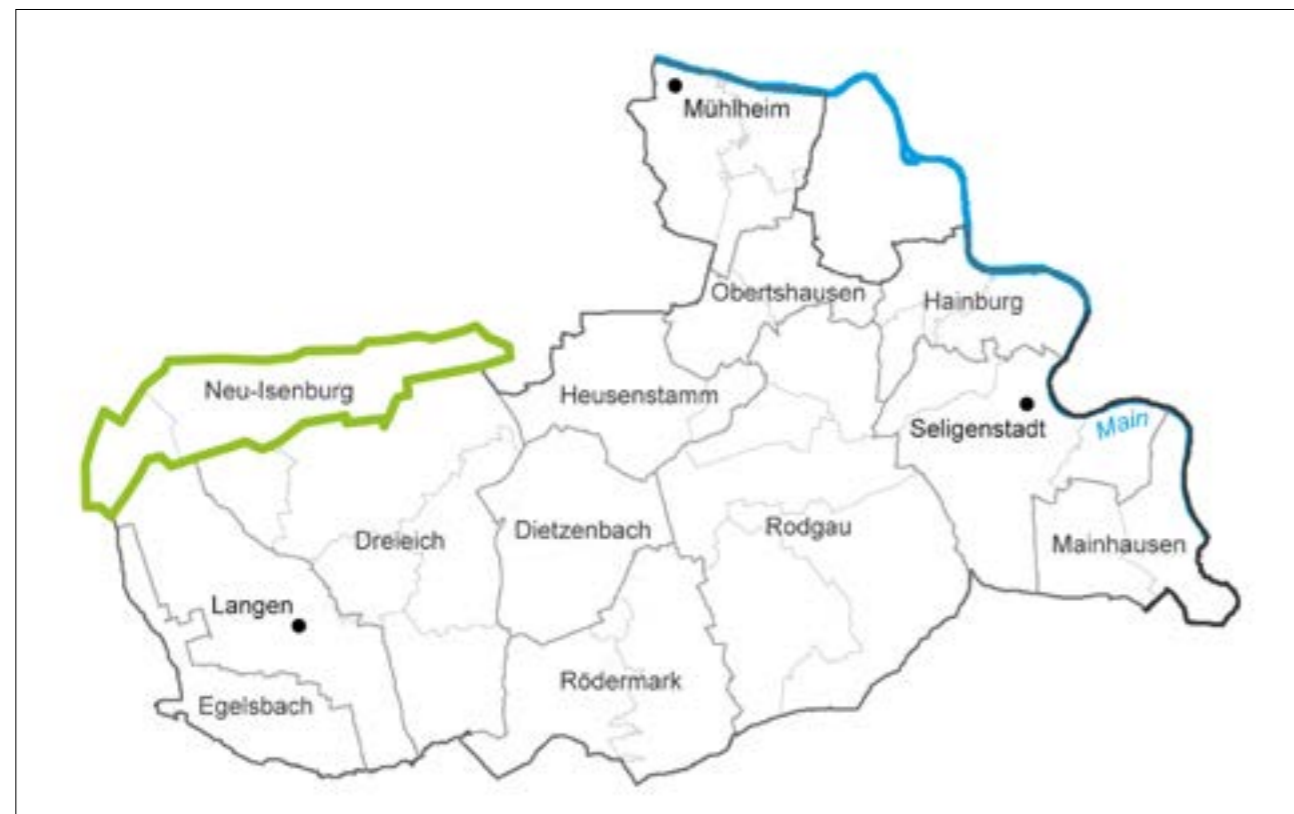 Mühlheim
Obertshausen
Hainburg
Neu-Isenburg
Heusenstamm
Seligenstadt
Main
Dreieich
Dietzenbach
Rodgau
Mainhausen
Langen
Rödermark
Egelsbach